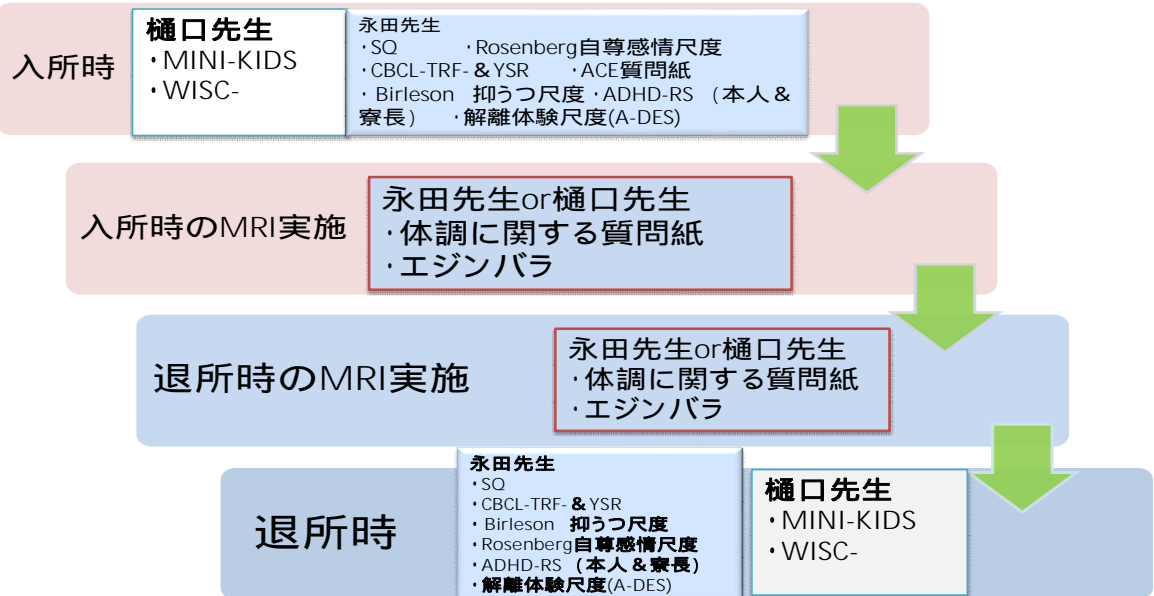 入所時
樋口先生
・MINI-KIDS
・WISC-
永田先生
・SQ ・Rosenberg自尊感情尺度
・CBCL-TRF-＆YSR ・ACE質問紙
・Birleson 抑うつ尺度・ADHD-RS (本人＆
寮長) ・解離体験尺度(A-DES)
入所時のMRI実施
永田先生or樋口先生
・体調に関する質問紙
・エジンバラ
退所時のMRI実施
永田先生or樋口先生
・体調に関する質問紙
・エジンバラ
退所時
永田先生
・SQ
・CBCL-TRF-＆YSR
・Birleson 抑うつ尺度
・Rosenberg自尊感情尺度
・ADHD-RS (本人＆寮長)
・解離体験尺度(A-DES)
樋口先生
・MINI-KIDS
・WISC-